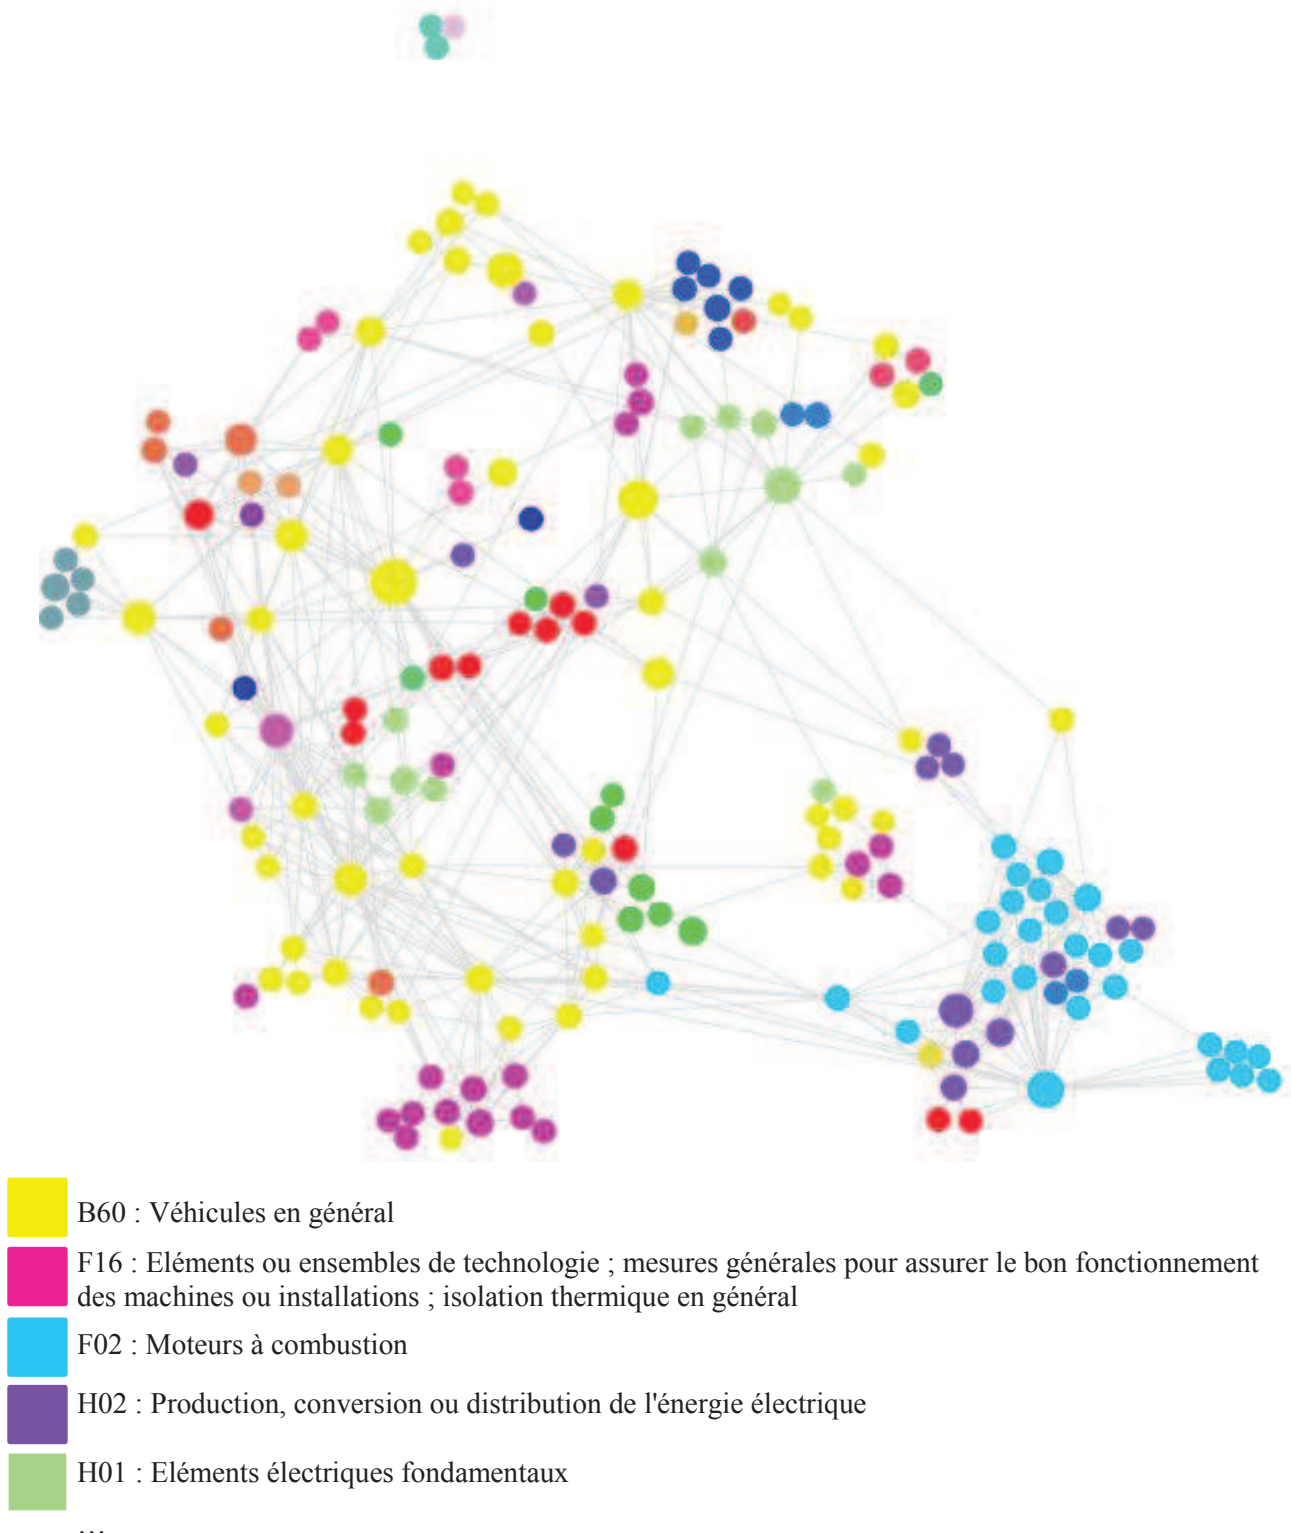 B60 : Véhicules en général
F16 : Eléments ou ensembles de technologie ; mesures générales pour assurer le bon fonctionnement
des machines ou installations ; isolation thermique en général
F02 : Moteurs à combustion
H02 : Production, conversion ou distribution de l'énergie électrique
H01 : Eléments électriques fondamentaux
…